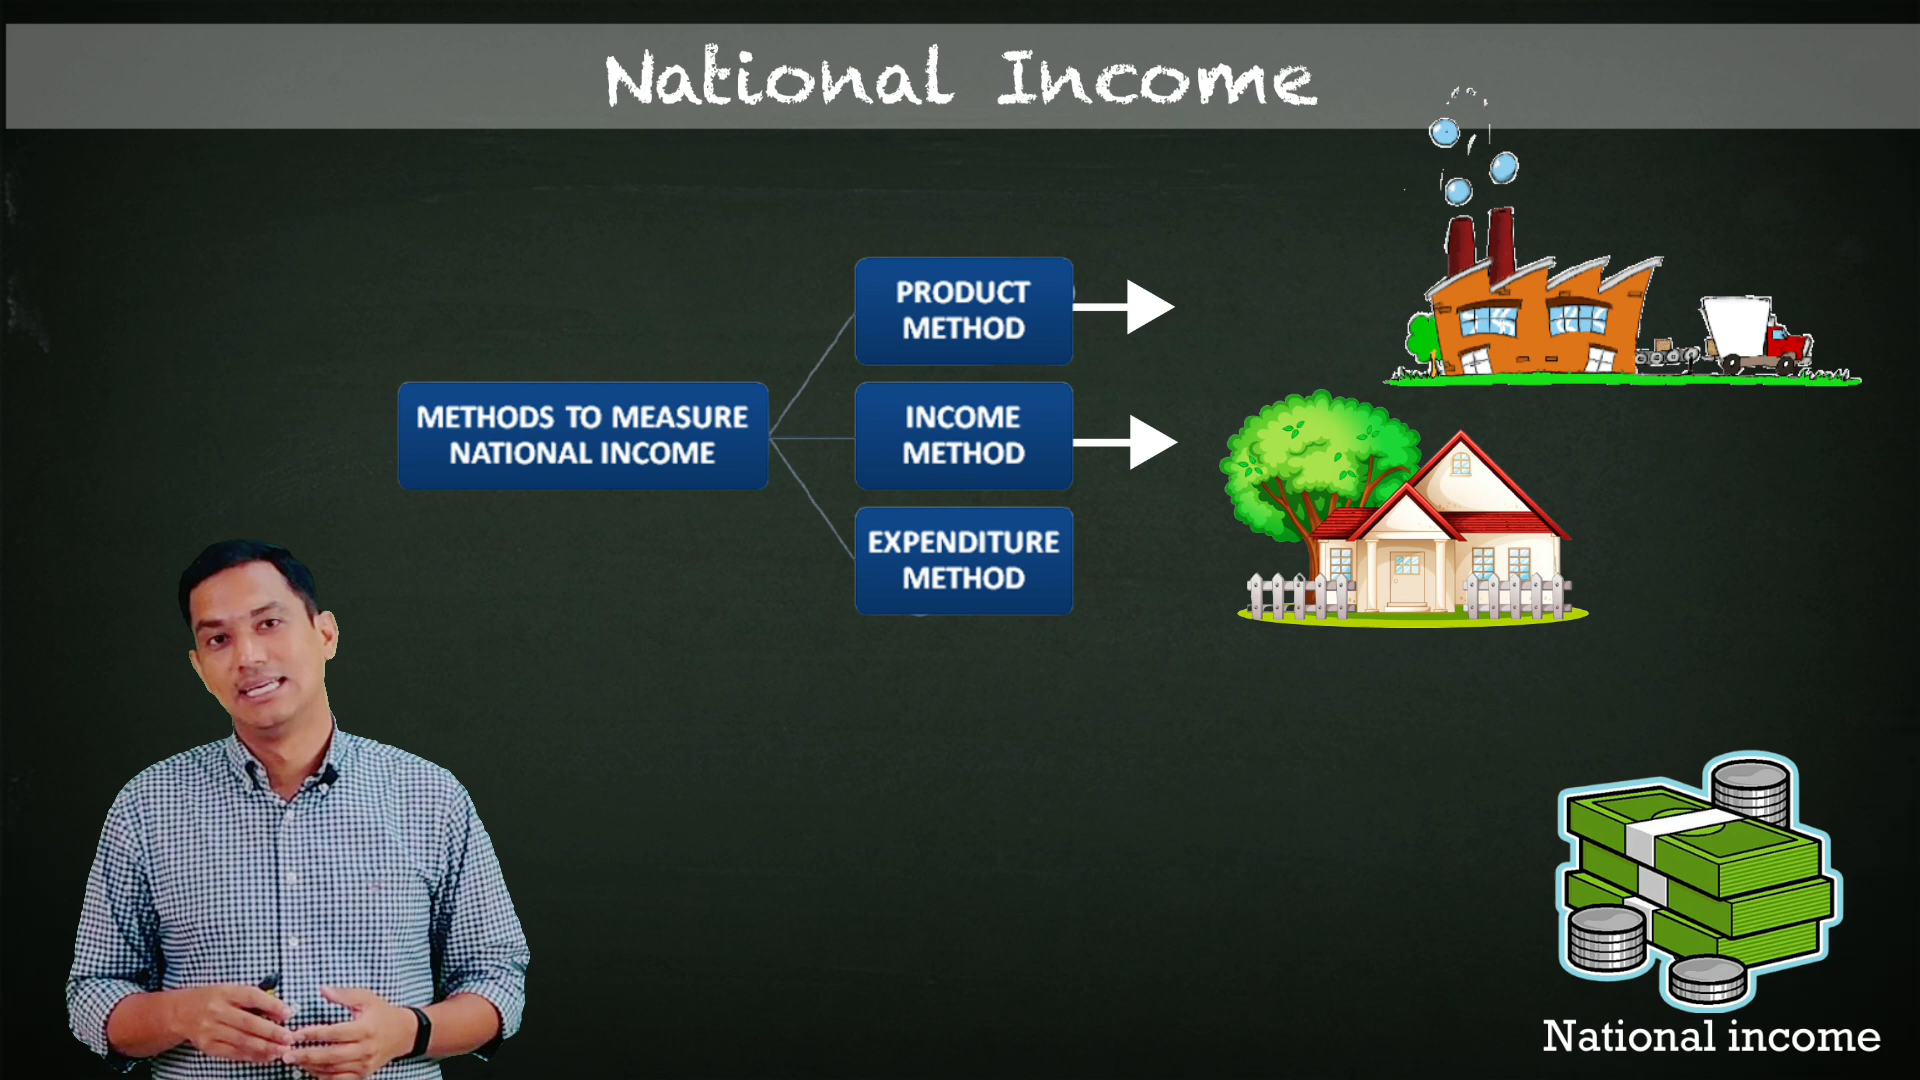 National Income
METHODS TO MEASURE
NATIONAL INCOME
PRODUCT
METHOD
INCOME
METHOD
EXPENDITURE
METHOD
National income